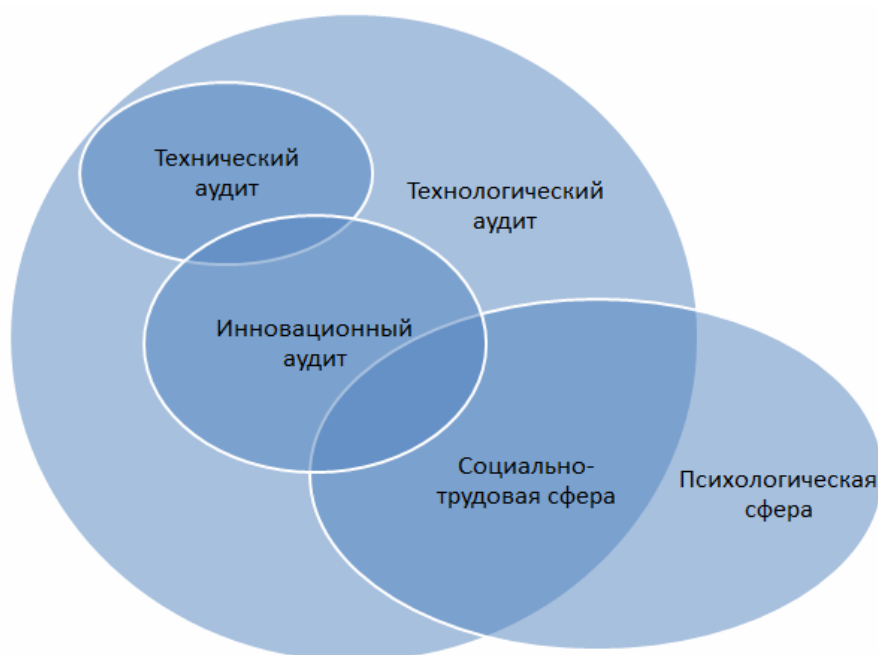 Технический
аудит
Технологический
аудит
Инновационный
аудит
Социально-
трудовая сфера
Психологическая
сфера